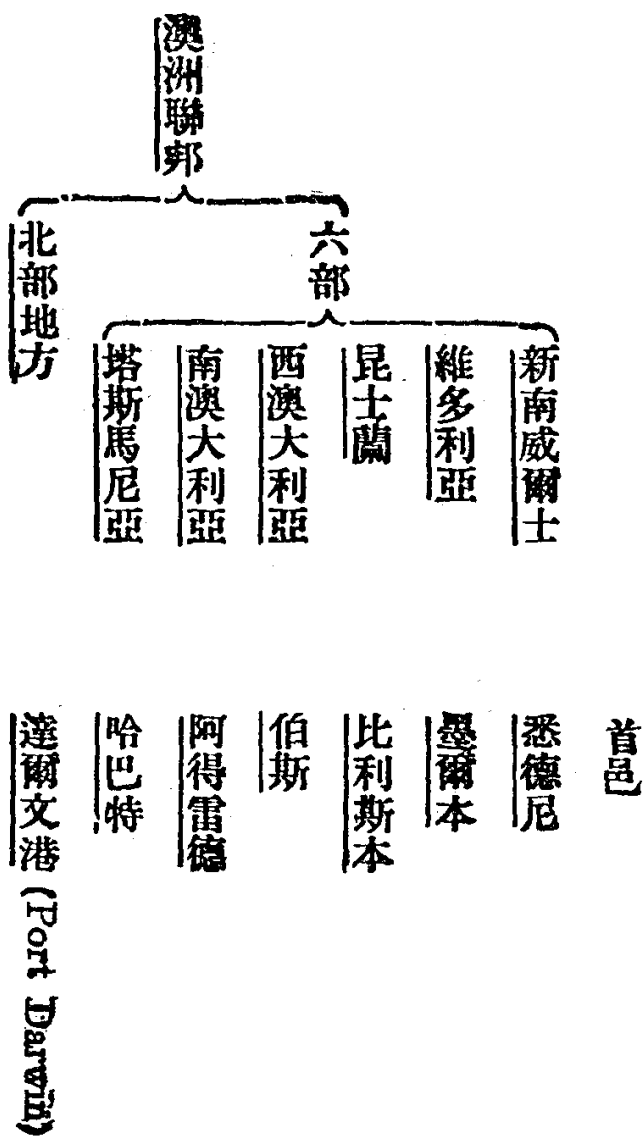 首邑
澳洲聯邦
六部
新南威爾士
悉德尼
維多利亞
墨爾本
昆士蘭
比利斯本
西澳大利亞
伯斯
南澳大利亞
阿得雷德
塔斯馬尼亞
哈巴特
北部地方
達爾文港 (Port Darwin)